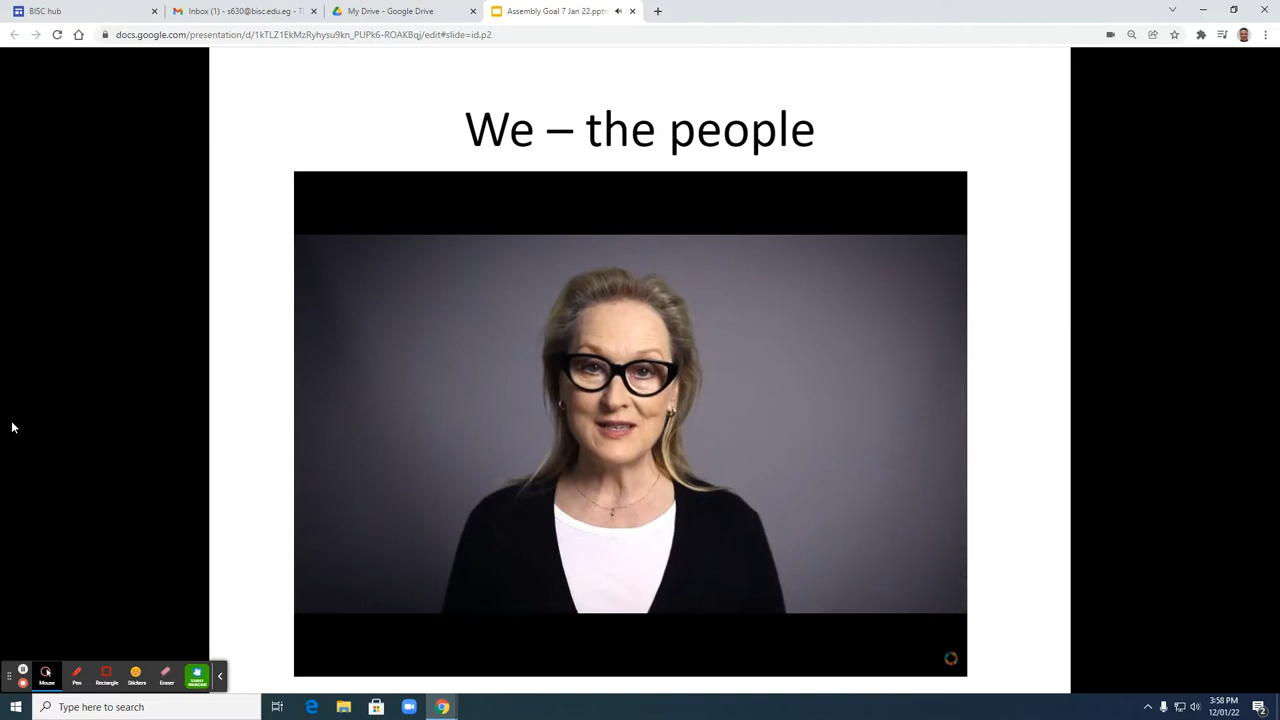 BISC hub
Inbox (1) - s630@bisc.edu.eg - Th
My Drive - Google Drive
Assembly Goal 7 Jan 22.pptx
docs.google.com/presentation/d/1kTLZ1EkMzRyhysu9kn_PUPk6-ROAKBqj/edit#slide=id.p2
We – the people
Mouse
Pen
Rectangle
Stickers
Eraser
Type here to search
3:58 PM
12/01/22
2